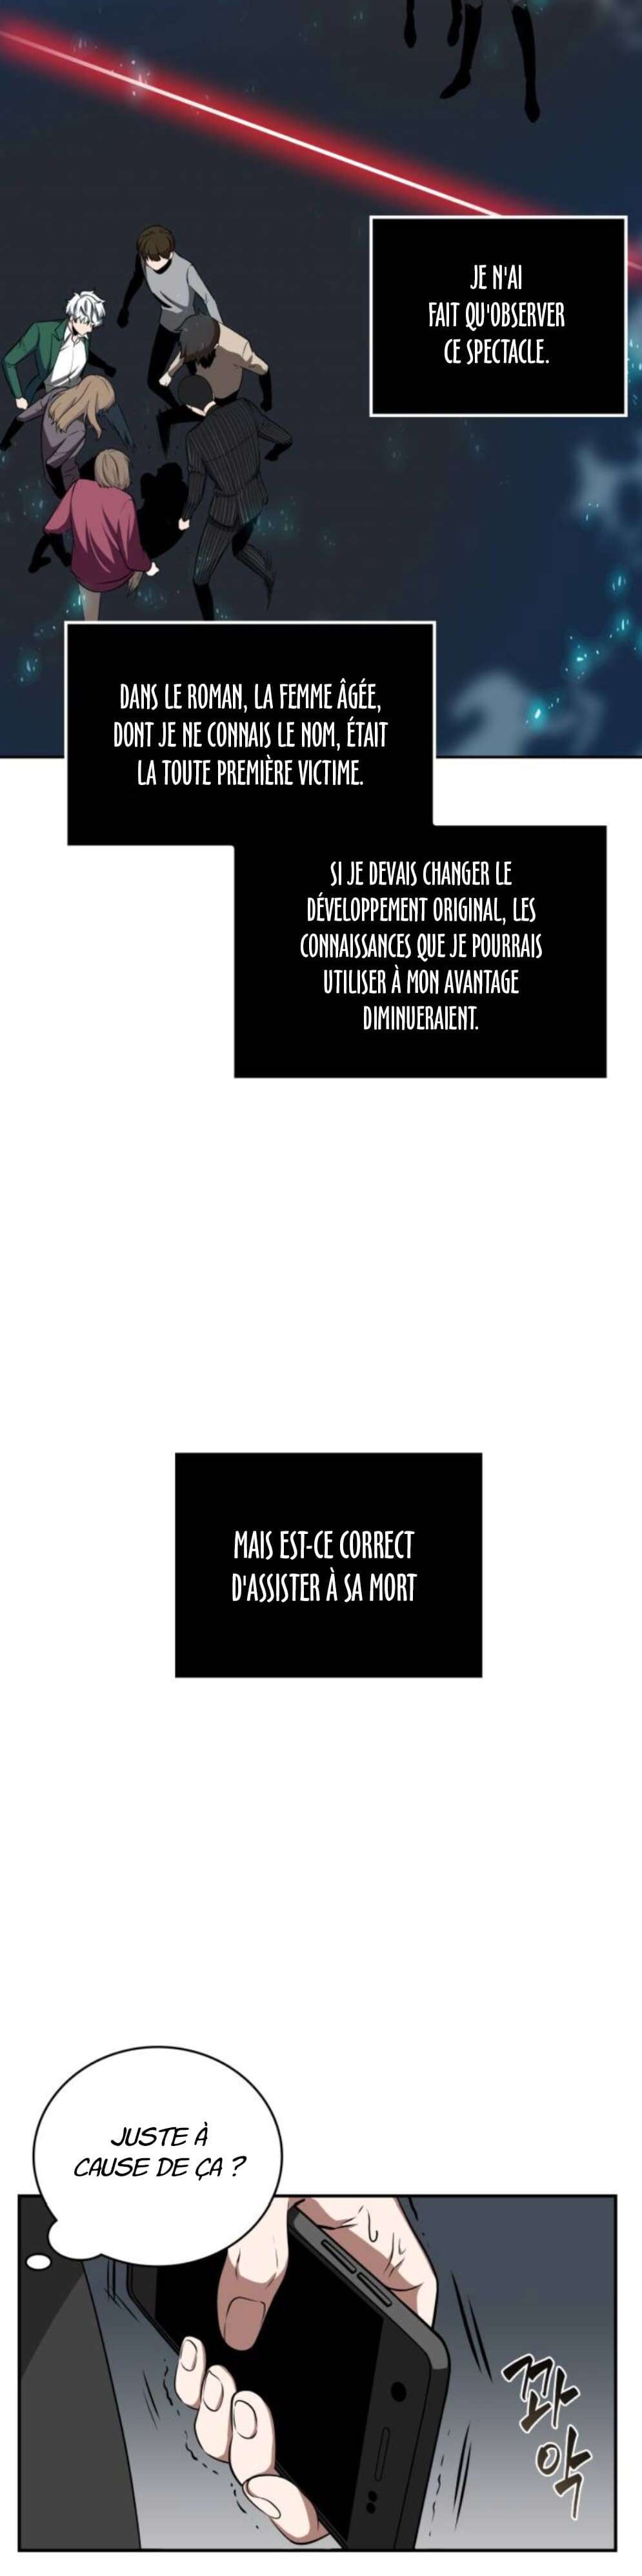 JE N'AI
FAIT QU'OBSERVER
CE SPECTACLE.
DANS LE ROMAN, LA FEMME ÂGÉE,
DONT JE NE CONNAIS LE NOM, ÉTAIT
LA TOUTE PREMIÈRE VICTIME.
SI JE DEVAIS CHANGER LE
DÉVELOPPEMENT ORIGINAL, LES
CONNAISSANCES QUE JE POURRAIS
UTILISER À MON AVANTAGE
DIMINUERAIENT.
MAIS EST-CE CORRECT
D'ASSISTER À SA MORT
JUSTE À
CAUSE DE ÇA ?
꽈
악